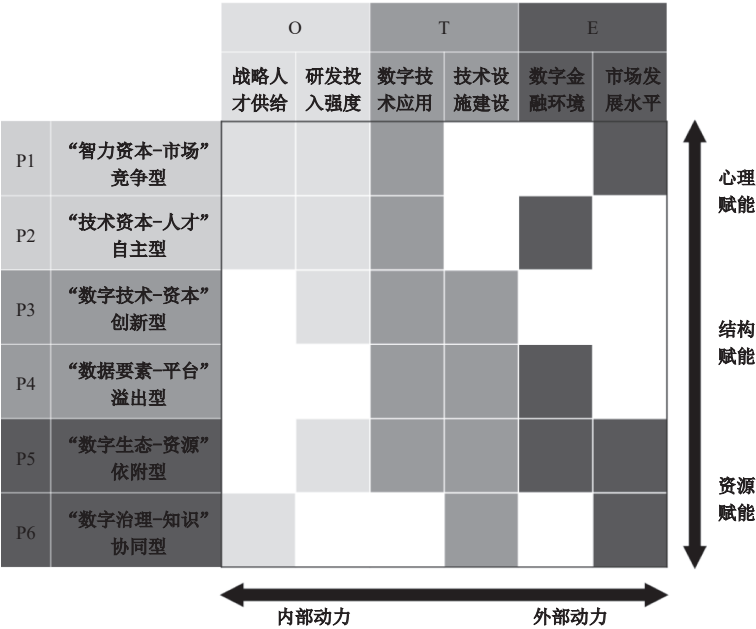 O T E
战略人 研发投 数字技 技术设 数字金 市场发
才供给 入强度 术应用 施建设 融环境 展水平
P1 “智力资本-市场”
竞争型
心理
赋能
P2 “技术资本-人才”
自主型
P3 “数字技术-资本”
创新型
结构
赋能
P4 “数据要素-平台”
溢出型
P5 “数字生态-资源”
依附型
资源
赋能
P6 “数字治理-知识”
协同型
内部动力 外部动力